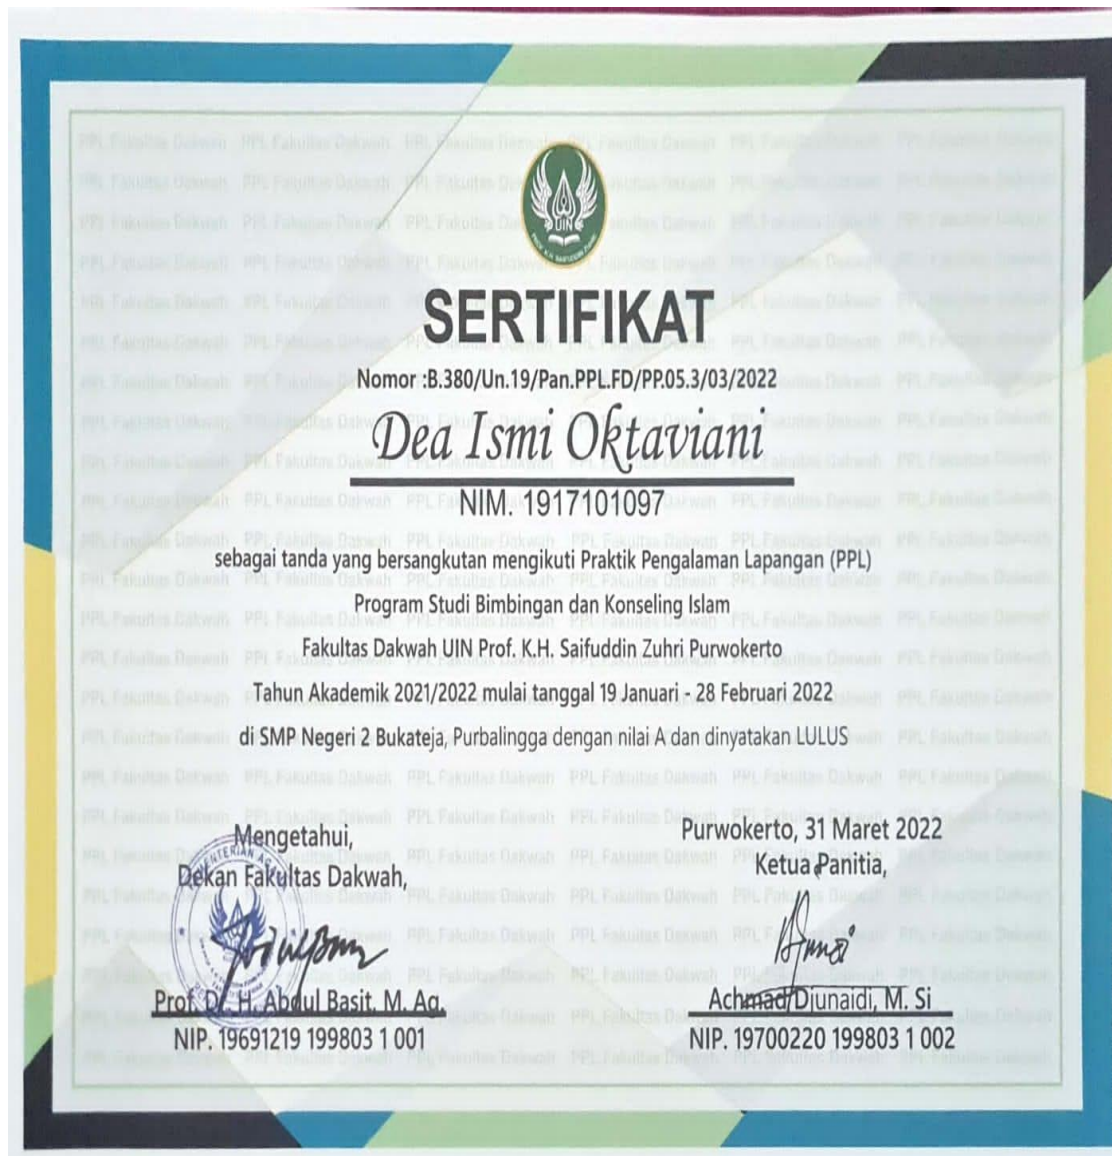 UIN
SERTIFIKAT
Nomor :B.380/Un.19/Pan.PPL.FD/PP.05.3/03/2022
Dea Ismi Oktaviani
NIM. 1917101097
sebagai tanda yang bersangkutan mengikuti Praktik Pengalaman Lapangan (PPL)
Program Studi Bimbingan dan Konseling Islam
Fakultas Dakwah UIN Prof. K.H. Saifuddin Zuhri Purwokerto
Tahun Akademik 2021/2022 mulai tanggal 19 Januari - 28 Februari 2022
di SMP Negeri 2 Bukateja, Purbalingga dengan nilai A dan dinyatakan LULUS
Mengetahui,
Dekan Fakultas Dakwah,
Prof. Dr. H. Abdul Basit, M. Ag.
NIP. 19691219 199803 1 001
Purwokerto, 31 Maret 2022
Ketua Panitia,
Achmad Djunaidi, M. Si
NIP. 19700220 199803 1 002
PPL Fakultas Dakwah